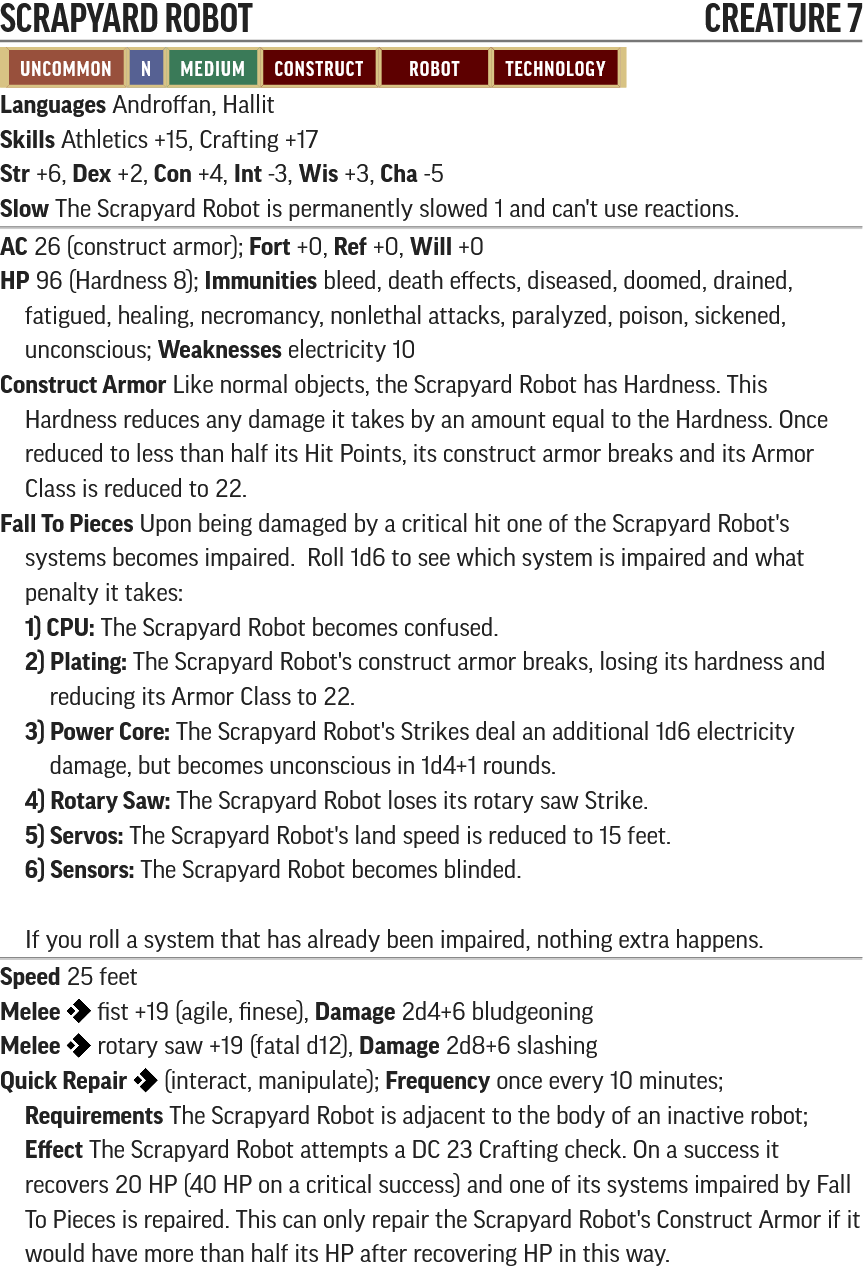 SCRAPYARD ROBOT CREATURE 7
UNCOMMON N MEDIUM CONSTRUCT ROBOT TECHNOLOGY
Languages Androffan, Hallit
Skills Athletics +15, Crafting +17
Str +6, Dex +2, Con +4, Int -3, Wis +3, Cha -5
Slow The Scrapyard Robot is permanently slowed 1 and can't use reactions.
AC 26 (construct armor); Fort +0, Ref +0, Will +0
HP 96 (Hardness 8); Immunities bleed, death effects, diseased, doomed, drained,
fatigued, healing, necromancy, nonlethal attacks, paralyzed, poison, sickened,
unconscious; Weaknesses electricity 10
Construct Armor Like normal objects, the Scrapyard Robot has Hardness. This
Hardness reduces any damage it takes by an amount equal to the Hardness. Once
reduced to less than half its Hit Points, its construct armor breaks and its Armor
Class is reduced to 22.
Fall To Pieces Upon being damaged by a critical hit one of the Scrapyard Robot's
systems becomes impaired.  Roll 1d6 to see which system is impaired and what
penalty it takes:
1) CPU: The Scrapyard Robot becomes confused.
2) Plating: The Scrapyard Robot's construct armor breaks, losing its hardness and
reducing its Armor Class to 22.
3) Power Core: The Scrapyard Robot's Strikes deal an additional 1d6 electricity
damage, but becomes unconscious in 1d4+1 rounds.
4) Rotary Saw: The Scrapyard Robot loses its rotary saw Strike.
5) Servos: The Scrapyard Robot's land speed is reduced to 15 feet.
6) Sensors: The Scrapyard Robot becomes blinded.
If you roll a system that has already been impaired, nothing extra happens.
Speed 25 feet
Melee fist +19 (agile, finese), Damage 2d4+6 bludgeoning
Melee rotary saw +19 (fatal d12), Damage 2d8+6 slashing
Quick Repair (interact, manipulate); Frequency once every 10 minutes;
Requirements The Scrapyard Robot is adjacent to the body of an inactive robot;
Effect The Scrapyard Robot attempts a DC 23 Crafting check. On a success it
recovers 20 HP (40 HP on a critical success) and one of its systems impaired by Fall
To Pieces is repaired. This can only repair the Scrapyard Robot's Construct Armor if it
would have more than half its HP after recovering HP in this way.